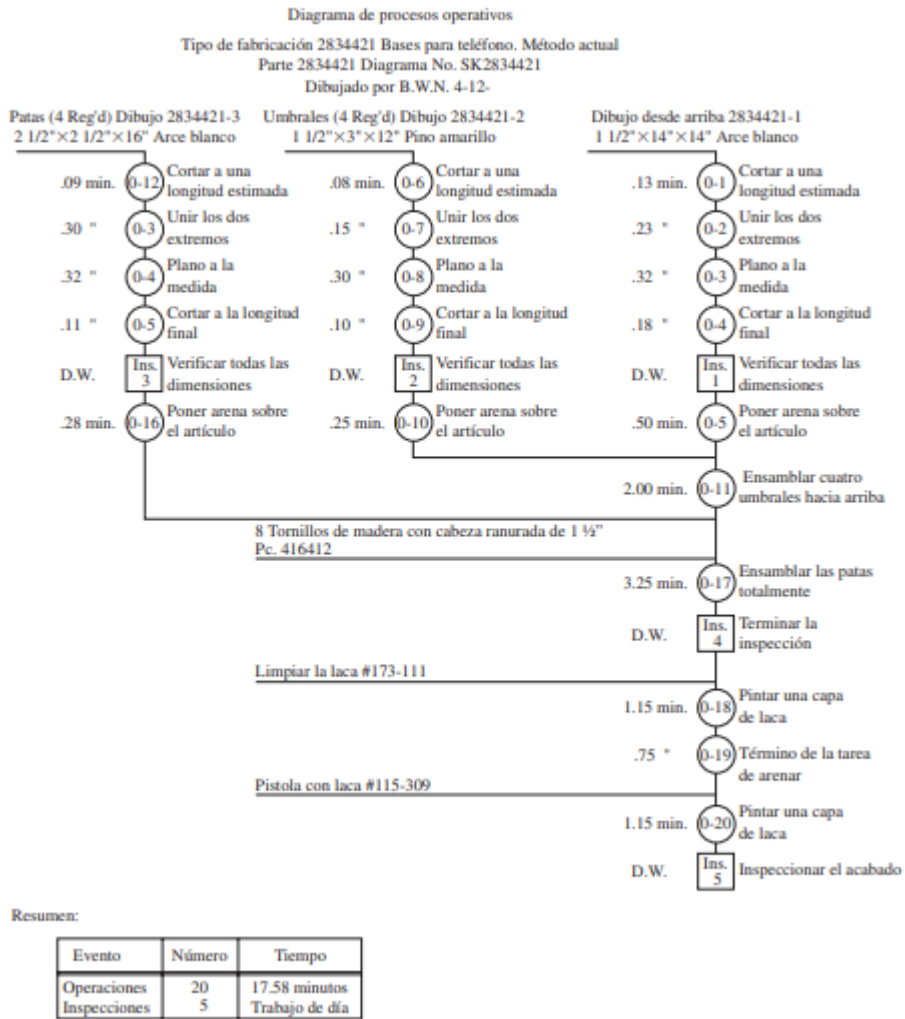 Diagrama de procesos operativos
Tipo de fabricación 2834421 Bases para teléfono. Método actual
Parte 2834421 Diagrama No. SK2834421
Dibujado por B.W.N. 4-12-
Patas (4 Reg'd) Dibujo 2834421-3
2 1/2"×2 1/2"×16" Arce blanco
.09 min. 0-12 Cortar a una
longitud estimada
.30 " 0-3 Unir los dos
extremos
.32 " 0-4 Plano a la
medida
.11 " 0-5 Cortar a la longitud
final
D.W. Ins. 3 Verificar todas las
dimensiones
.28 min. 0-16 Poner arena sobre
el artículo
Umbrales (4 Reg'd) Dibujo 2834421-2
1 1/2"×3"×12" Pino amarillo
.08 min. 0-6 Cortar a una
longitud estimada
.15 " 0-7 Unir los dos
extremos
.30 " 0-8 Plano a la
medida
.10 " 0-9 Cortar a la longitud
final
D.W. Ins. 2 Verificar todas las
dimensiones
.25 min. 0-10 Poner arena sobre
el artículo
Dibujo desde arriba 2834421-1
1 1/2"×14"×14" Arce blanco
.13 min. 0-1 Cortar a una
longitud estimada
.23 " 0-2 Unir los dos
extremos
.32 " 0-3 Plano a la
medida
.18 " 0-4 Cortar a la longitud
final
D.W. Ins. 1 Verificar todas las
dimensiones
.50 min. 0-5 Poner arena sobre
el artículo
2.00 min. 0-11 Ensamblar cuatro
umbrales hacia arriba
8 Tornillos de madera con cabeza ranurada de 1 ½”
Pc. 416412
3.25 min. 0-17 Ensamblar las patas
totalmente
D.W. Ins. 4 Terminar la
inspección
Limpiar la laca #173-111
1.15 min. 0-18 Pintar una capa
de laca
.75 " 0-19 Término de la tarea
de arenar
Pistola con laca #115-309
1.15 min. 0-20 Pintar una capa
de laca
D.W. Ins. 5 Inspeccionar el acabado
Resumen:
Evento Número Tiempo
Operaciones 20 17.58 minutos
Inspecciones 5 Trabajo de día